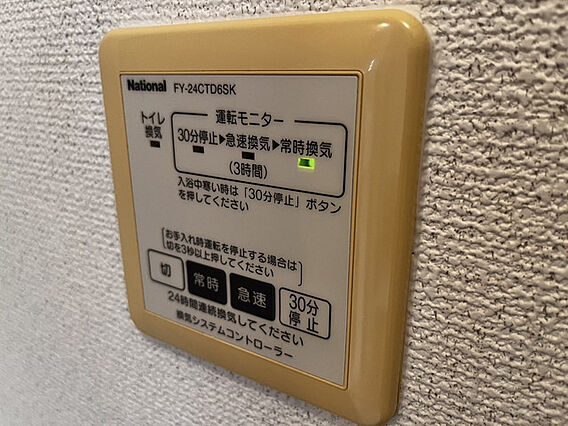 National FY-24CTD6SK
トイレ
換気
運転モニター
30分停止▶急速換気▶常時換気
(3時間)
入浴中寒い時は「30分停止」ボタン
を押してください
お手入れ時運転を停止する場合は
切を3秒以上押してください
切 常時 急速 30分
停止
24時間連続換気してください
換気システムコントローラー